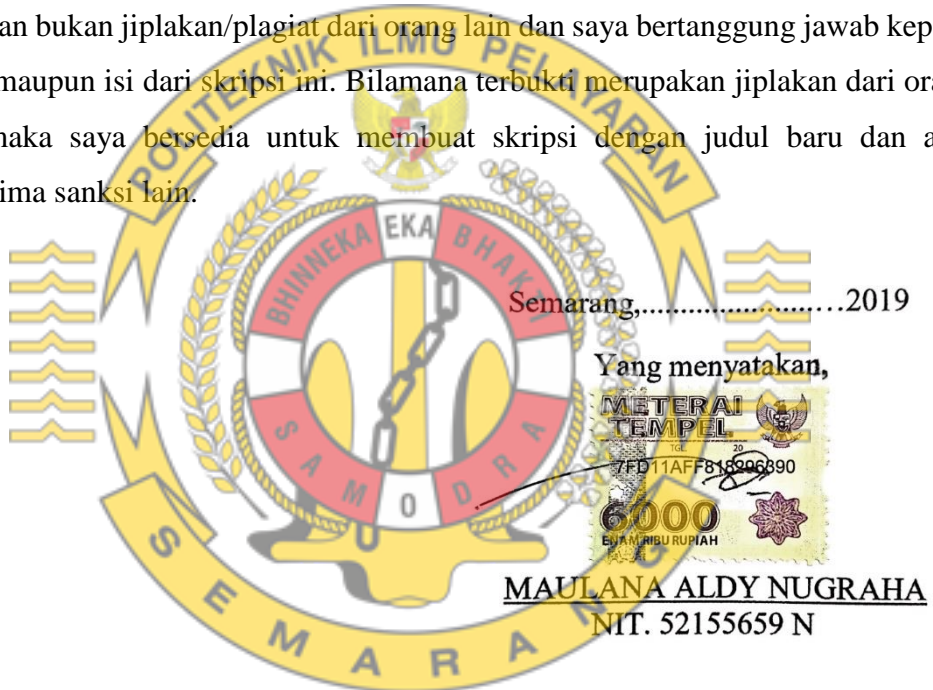 an bukan jiplakan/plagiat dari orang lain dan saya bertanggung jawab kep
maupun isi dari skripsi ini. Bilamana terbukti merupakan jiplakan dari ora
naka saya bersedia untuk membuat skripsi dengan judul baru dan a
ima sanksi lain.
POLITEKNIK ILMU PELAYARAN
BHINNEKA EKA BHAKTI
SAMODRA
SEMARANG
Semarang,...........................2019
Yang menyatakan,
METERAI
TEMPEL
TGL 20
7FD11AFF818296890
6000
ENAM RIBU RUPIAH
MAULANA ALDY NUGRAHA
NIT. 52155659 N